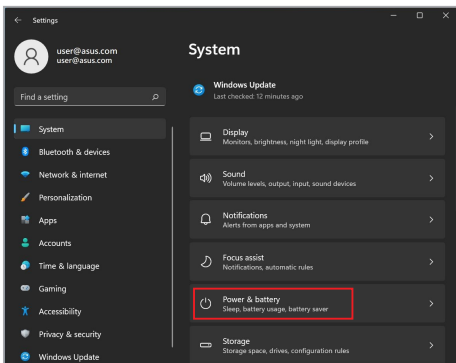 Settings
user@asus.com
user@asus.com
Find a setting
System
Bluetooth & devices
Network & internet
Personalization
Apps
Accounts
Time & language
Gaming
Accessibility
Privacy & security
Windows Update
System
Windows Update
Last checked: 12 minutes ago
Display
Monitors, brightness, night light, display profile
Sound
Volume levels, output, input, sound devices
Notifications
Alerts from apps and system
Focus assist
Notifications, automatic rules
Power & battery
Sleep, battery usage, battery saver
Storage
Storage space, drives, configuration rules